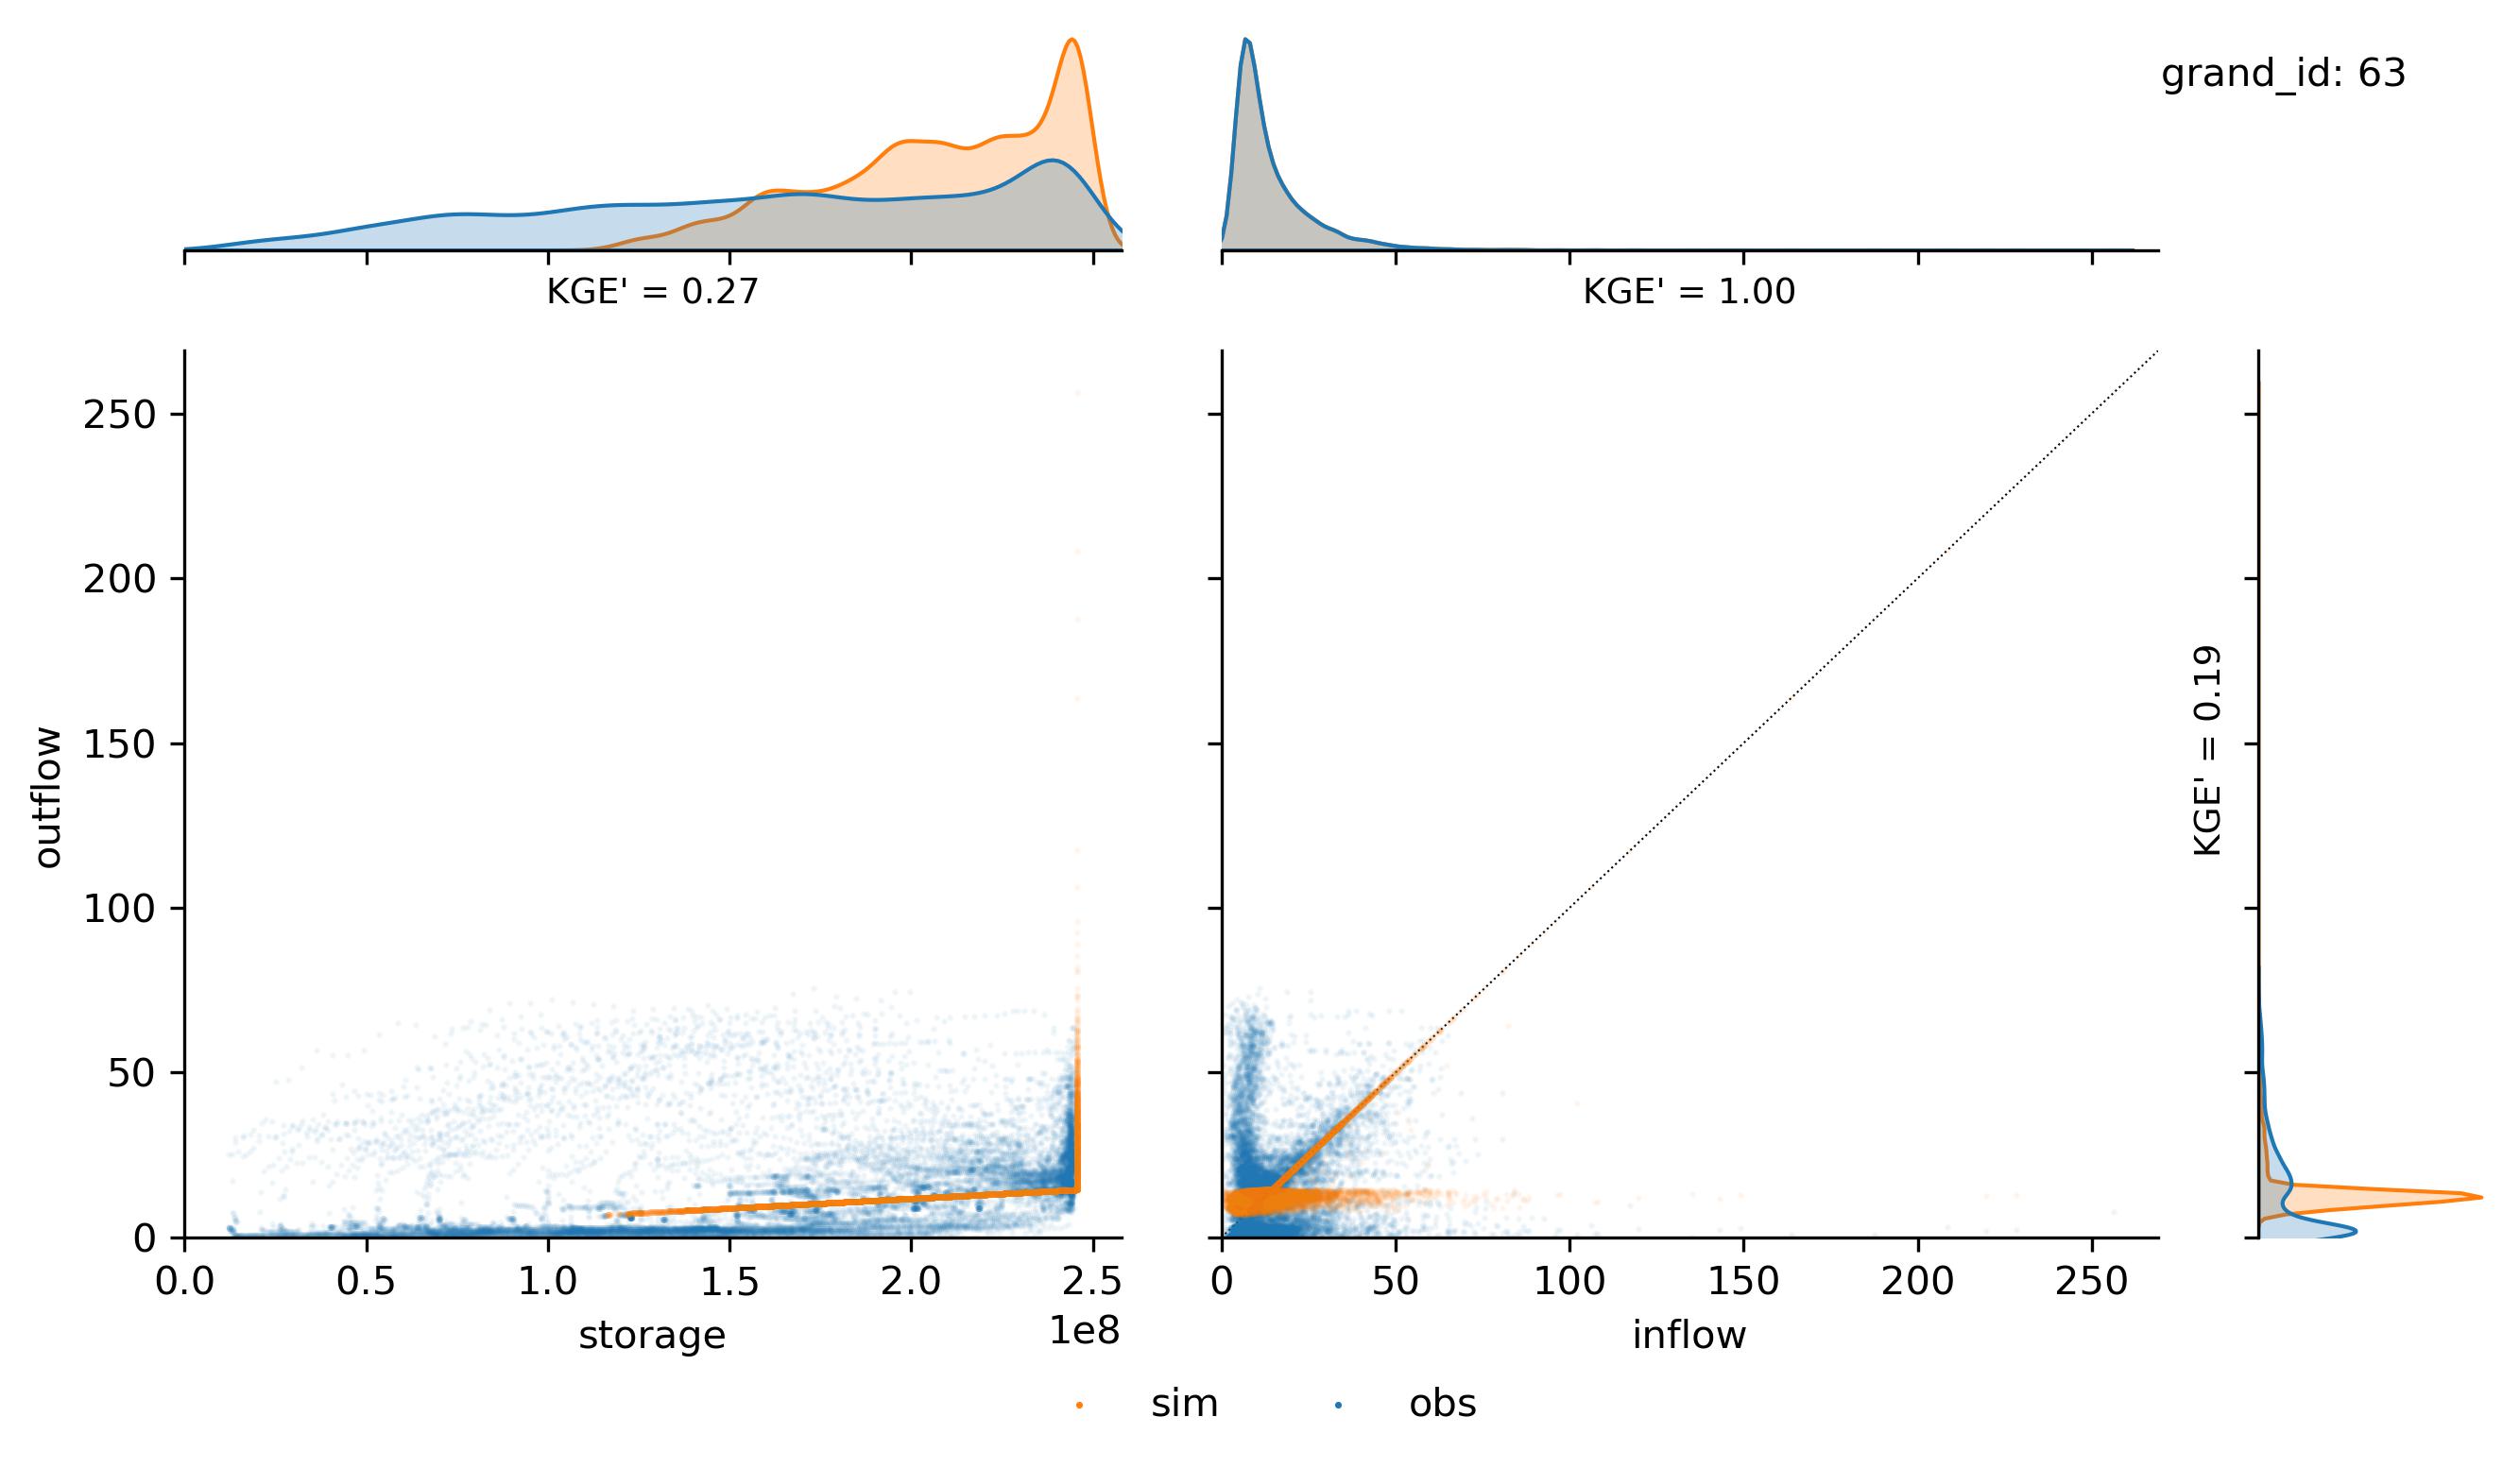 grand_id: 63
KGE' = 0.27
KGE' = 1.00
250
200
150
100
50
0
outflow
KGE' = 0.19
0.0 0.5 1.0 1.5 2.0 2.5
1e8
storage
0 50 100 150 200 250
inflow
sim obs